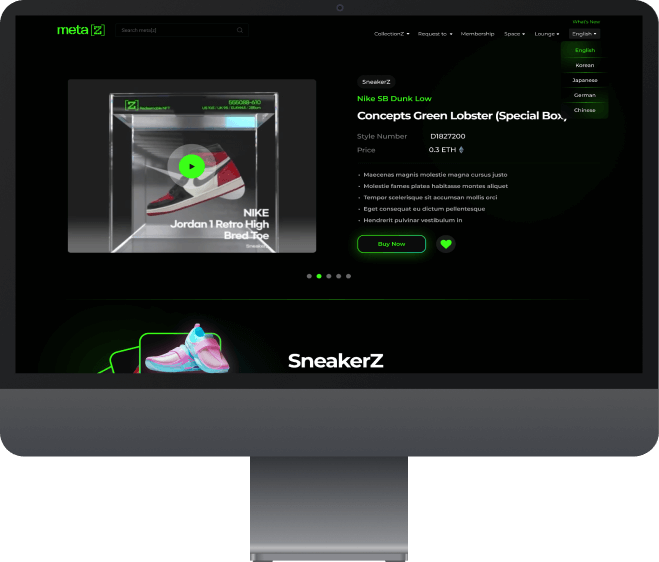 What's New
meta[Z]
Search meta[z]
CollectionZ
Request to
Membership
Space
Lounge
English
English
Korean
Japanese
German
Chinese
Redeemable NFT
555088-610
NIKE
Jordan 1 Retro High
Bred Toe
SneakerZ
Nike SB Dunk Low
Concepts Green Lobster (Special Box)
Style Number D1827200
Price 0.3 ETH
• Maecenas magnis molestie magna cursus justo
• Molestie fames platea habitasse montes aliquet
• Tempor scelerisque sit accumsan mollis orci
• Eget consequat eu dictum pellentesque
• Hendrerit pulvinar vestibulum in
Buy Now
SneakerZ